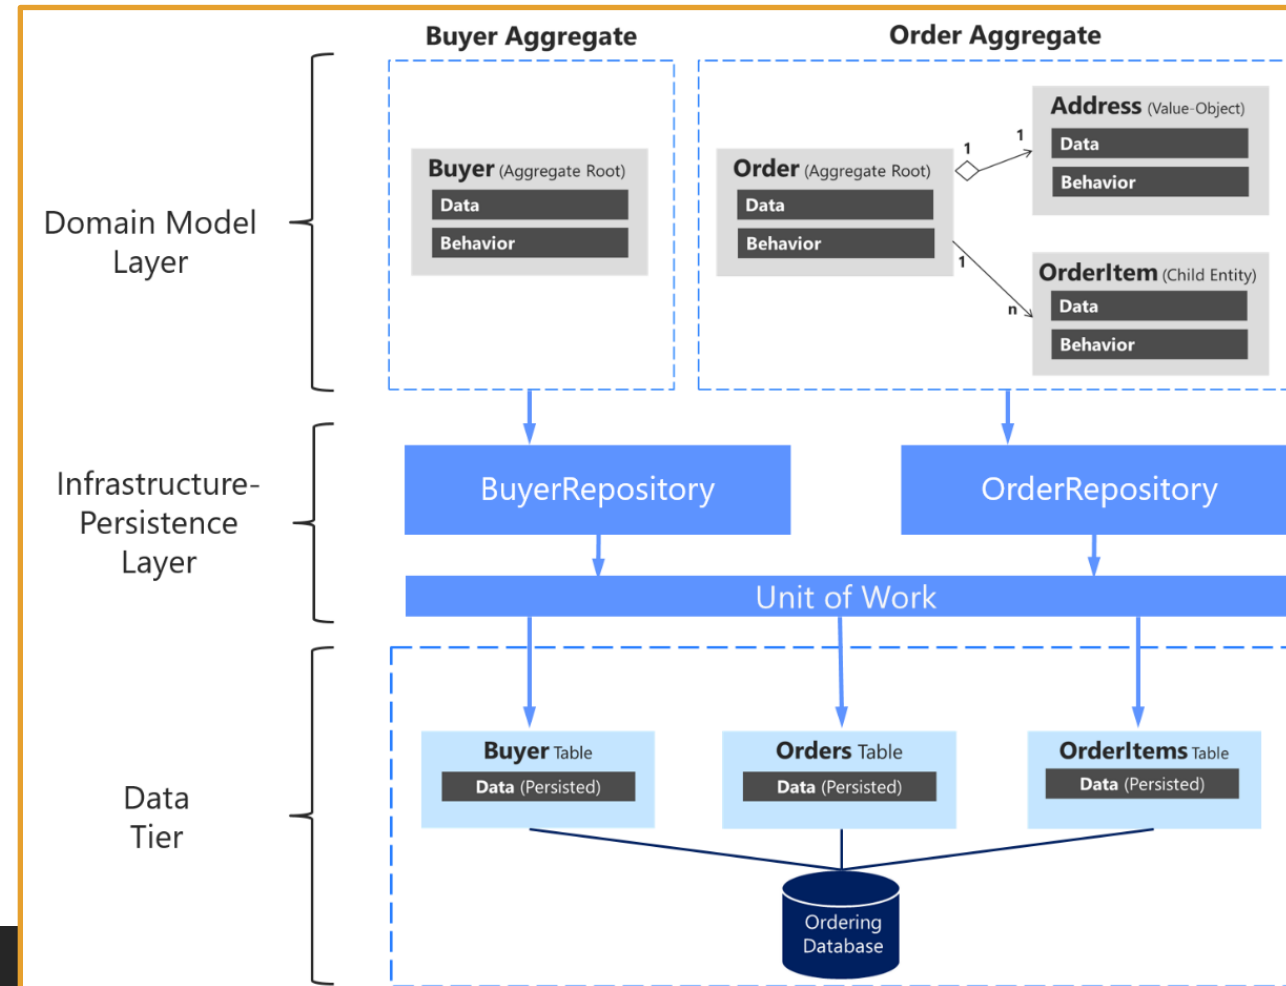 Buyer Aggregate
Order Aggregate
Domain Model
Layer
Buyer (Aggregate Root)
Data
Behavior
Order (Aggregate Root)
Data
Behavior
1
1
1
n
Address (Value-Object)
Data
Behavior
OrderItem (Child Entity)
Data
Behavior
Infrastructure-
Persistence
Layer
BuyerRepository
OrderRepository
Unit of Work
Data
Tier
Buyer Table
Data (Persisted)
Orders Table
Data (Persisted)
OrderItems Table
Data (Persisted)
Ordering
Database